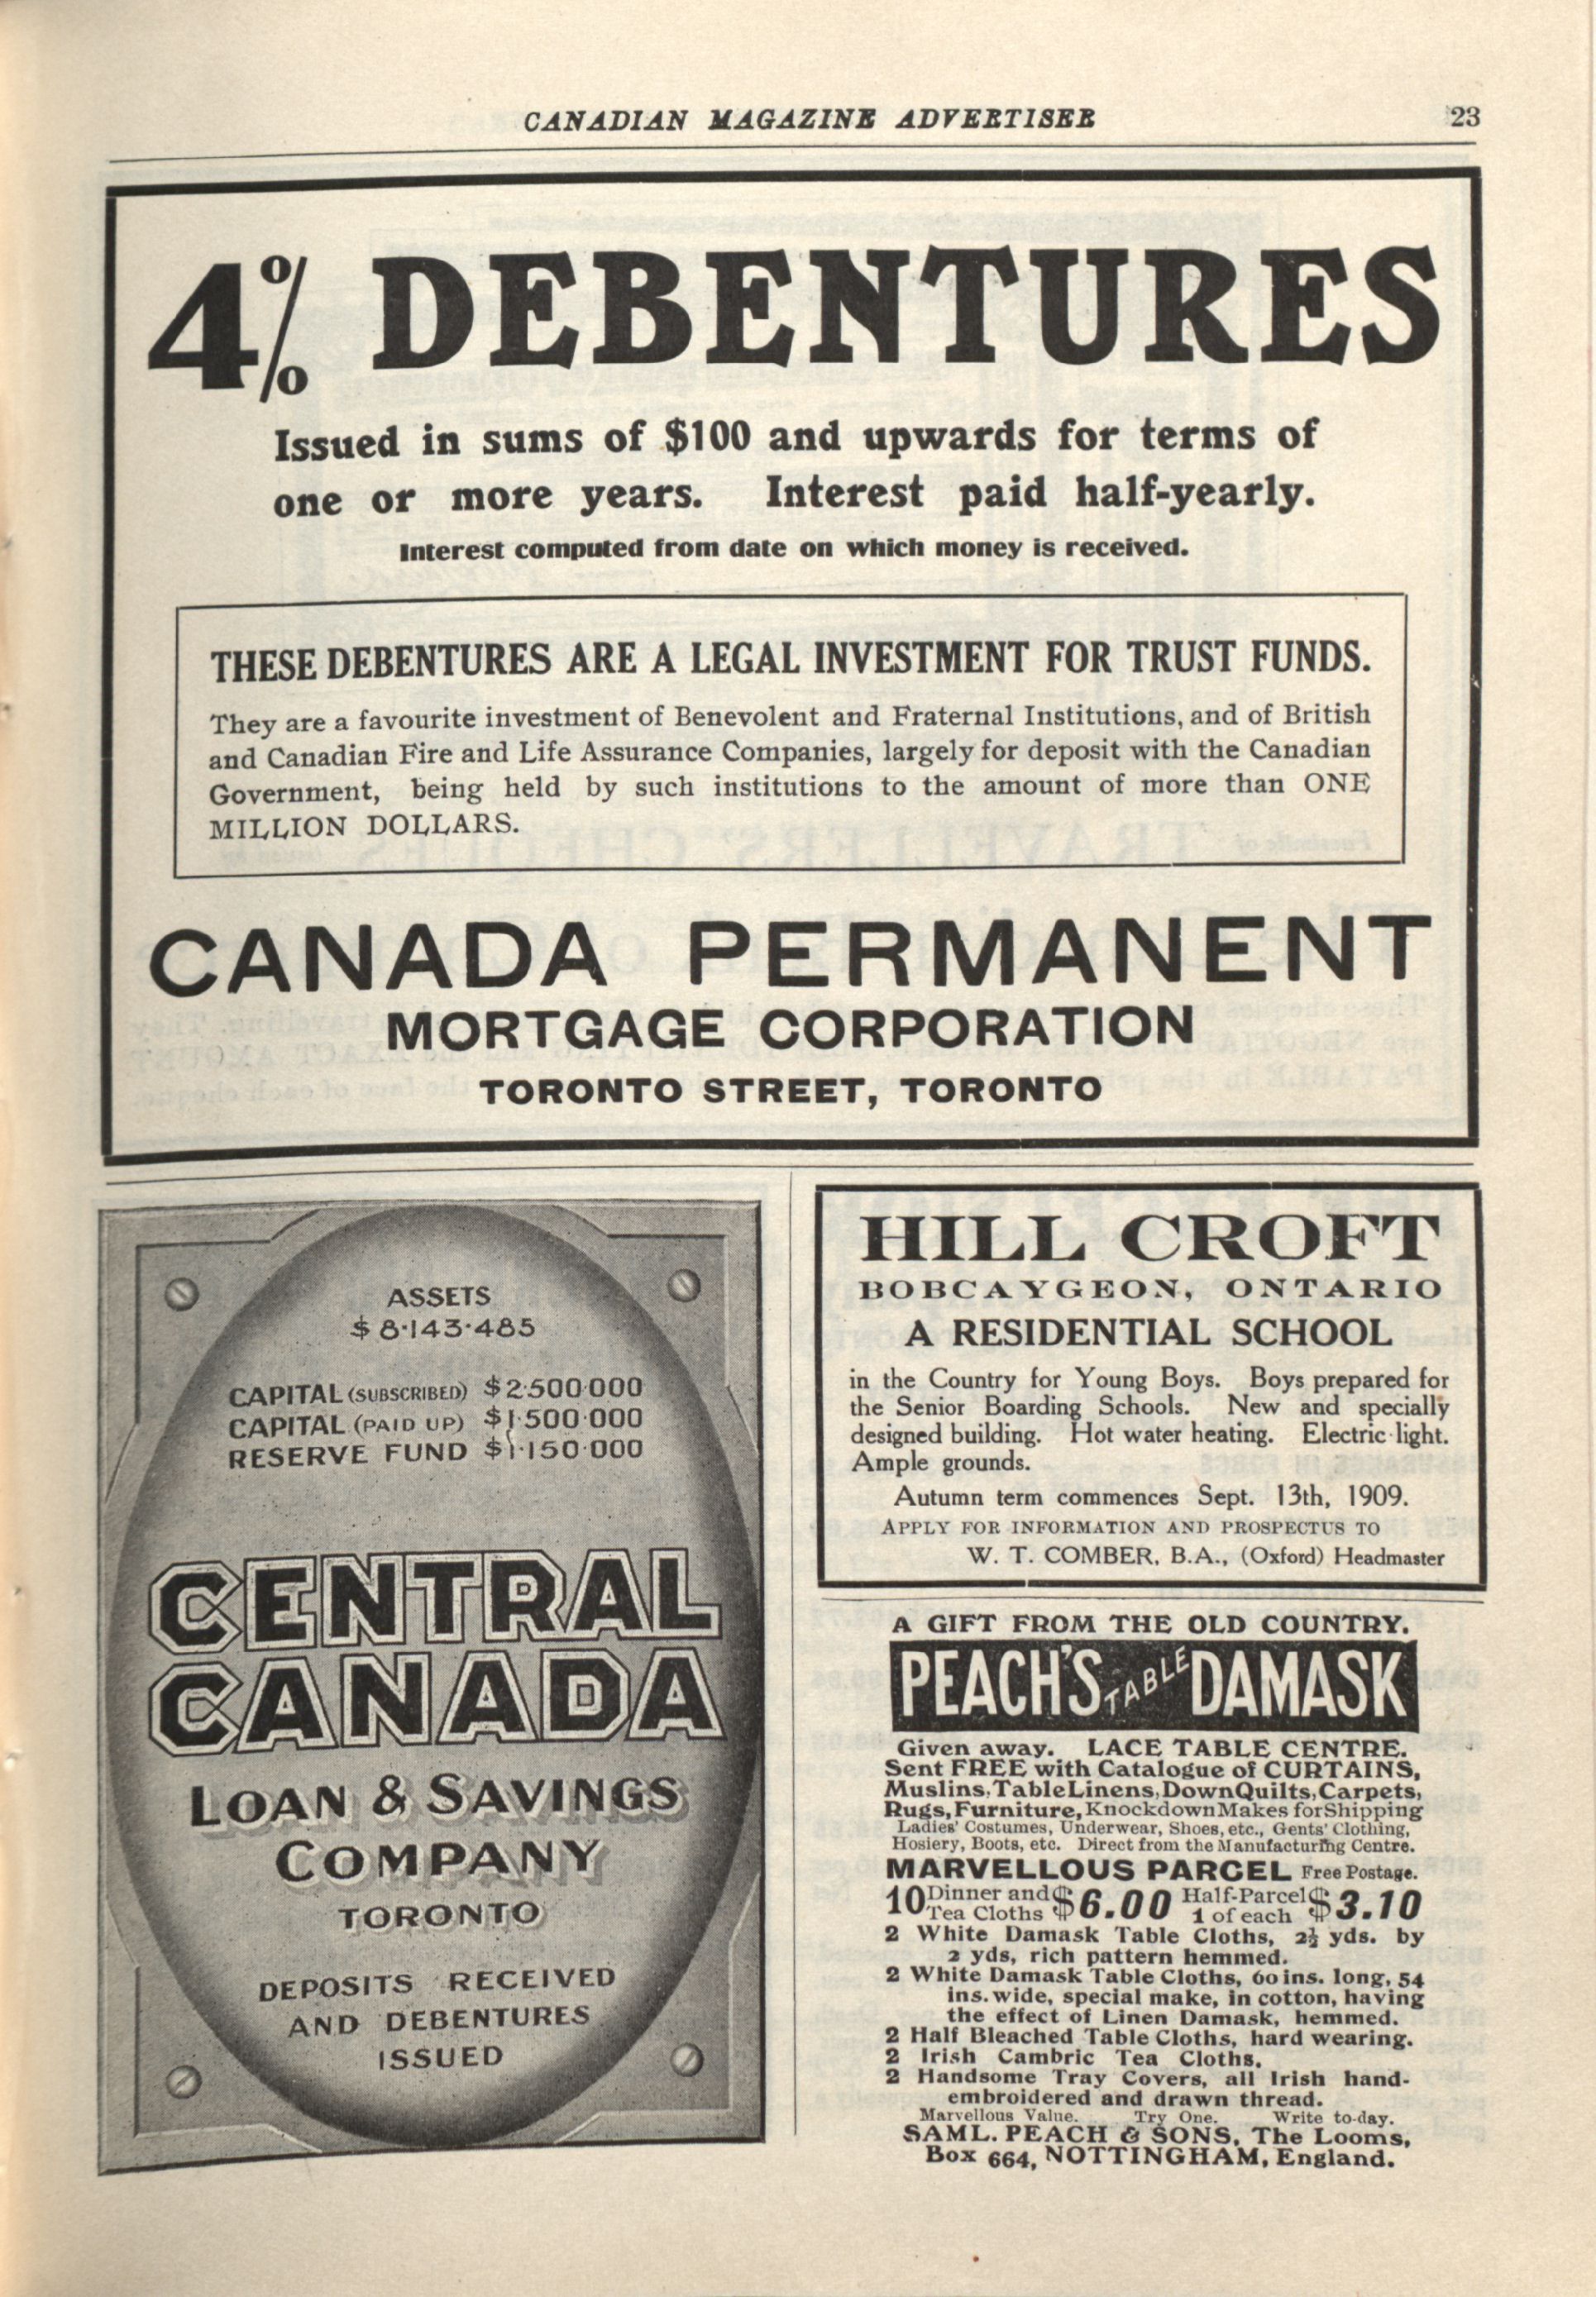 CANADIAN MAGAZINE ADVERTISER 23
4% DEBENTURES
Issued in sums of $100 and upwards for terms of
one or more years. Interest paid half-yearly.
Interest computed from date on which money is received.
THESE DEBENTURES ARE A LEGAL INVESTMENT FOR TRUST FUNDS.
They are a favourite investment of Benevolent and Fraternal Institutions, and of British
and Canadian Fire and Life Assurance Companies, largely for deposit with the Canadian
Government, being held by such institutions to the amount of more than ONE
MILLION DOLLARS.
CANADA PERMANENT
MORTGAGE CORPORATION
TORONTO STREET, TORONTO
ASSETS
$8·143·485
CAPITAL (SUBSCRIBED) $2·500·000
CAPITAL (PAID UP) $1·500·000
RESERVE FUND $1·150·000
CENTRAL
CANADA
LOAN & SAVINGS
COMPANY
TORONTO
DEPOSITS RECEIVED
AND DEBENTURES
ISSUED
HILL CROFT
BOBCAYGEON, ONTARIO
A RESIDENTIAL SCHOOL
in the Country for Young Boys. Boys prepared for
the Senior Boarding Schools. New and specially
designed building. Hot water heating. Electric light.
Ample grounds.
Autumn term commences Sept. 13th, 1909.
APPLY FOR INFORMATION AND PROSPECTUS TO
W. T. COMBER, B.A., (Oxford) Headmaster
A GIFT FROM THE OLD COUNTRY.
PEACH'S TABLE DAMASK
Given away. LACE TABLE CENTRE.
Sent FREE with Catalogue of CURTAINS,
Muslins, Table Linens, Down Quilts, Carpets,
Rugs, Furniture, Knockdown Makes for Shipping
Ladies' Costumes, Underwear, Shoes, etc., Gents' Clothing,
Hosiery, Boots, etc. Direct from the Manufacturing Centre.
MARVELLOUS PARCEL Free Postage.
10 Dinner and Tea Cloths $6.00 Half-Parcel 1 of each $3.10
2 White Damask Table Cloths, 2½ yds. by
2 yds, rich pattern hemmed.
2 White Damask Table Cloths, 60 ins. long, 54
ins. wide, special make, in cotton, having
the effect of Linen Damask, hemmed.
2 Half Bleached Table Cloths, hard wearing.
2 Irish Cambric Tea Cloths.
2 Handsome Tray Covers, all Irish hand-
embroidered and drawn thread.
Marvellous Value. Try One. Write to-day.
SAML. PEACH & SONS, The Looms,
Box 664, NOTTINGHAM, England.